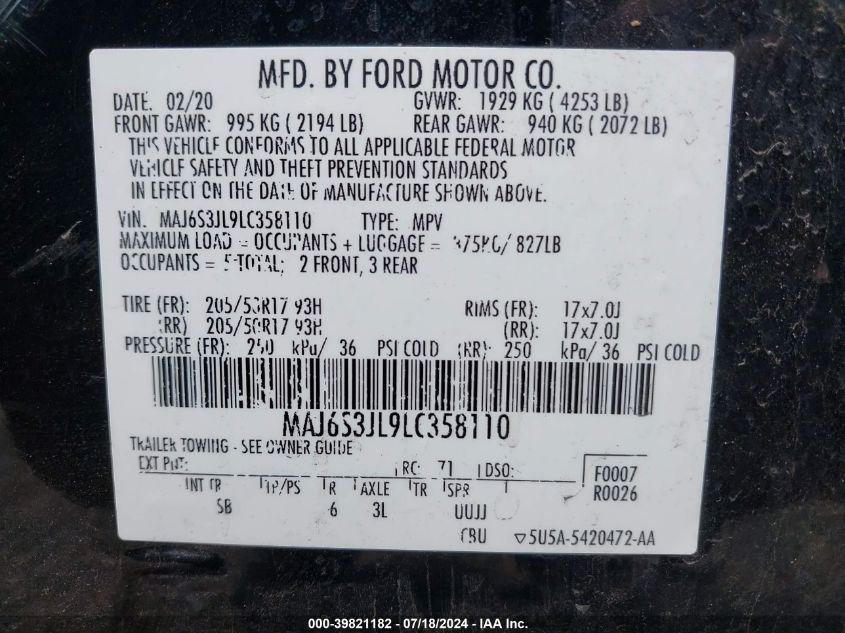 MFD. BY FORD MOTOR CO.
DATE. 02/20 GVWR: 1929 KG ( 4253 LB)
FRONT GAWR: 995 KG ( 2194 LB) REAR GAWR: 940 KG ( 2072 LB)
THIS VEHICLE CONFORMS TO ALL APPLICABLE FEDERAL MOTOR
VEHICLE SAFETY AND THEFT PREVENTION STANDARDS
IN EFFECT ON THE DATE OF MANUFACTURE SHOWN ABOVE.
VIN. MAJ6S3JL9LC358110 TYPE: MPV
MAXIMUM LOAD = OCCUPANTS + LUGGAGE = 375KG/ 827LB
OCCUPANTS = 5-TOTAL; 2 FRONT, 3 REAR
TIRE (FR): 205/50R17 93H RIMS (FR): 17x7.0J
(RR) 205/50R17 93H (RR): 17x7.0J
PRESSURE (FR): 250 kPa/ 36 PSI COLD (RR): 250 kPa/ 36 PSI COLD
MAJ6S3JL9LC358110
TRAILER TOWING - SEE OWNER GUIDE
EXT PNT: RC: 71 DSO: F0007
INT TR TP/PS R AXLE TR SPR R0026
SB 6 3L UUJJ
CBU ▽5U5A-5420472-AA
000-39821182 - 07/18/2024 - IAA Inc.